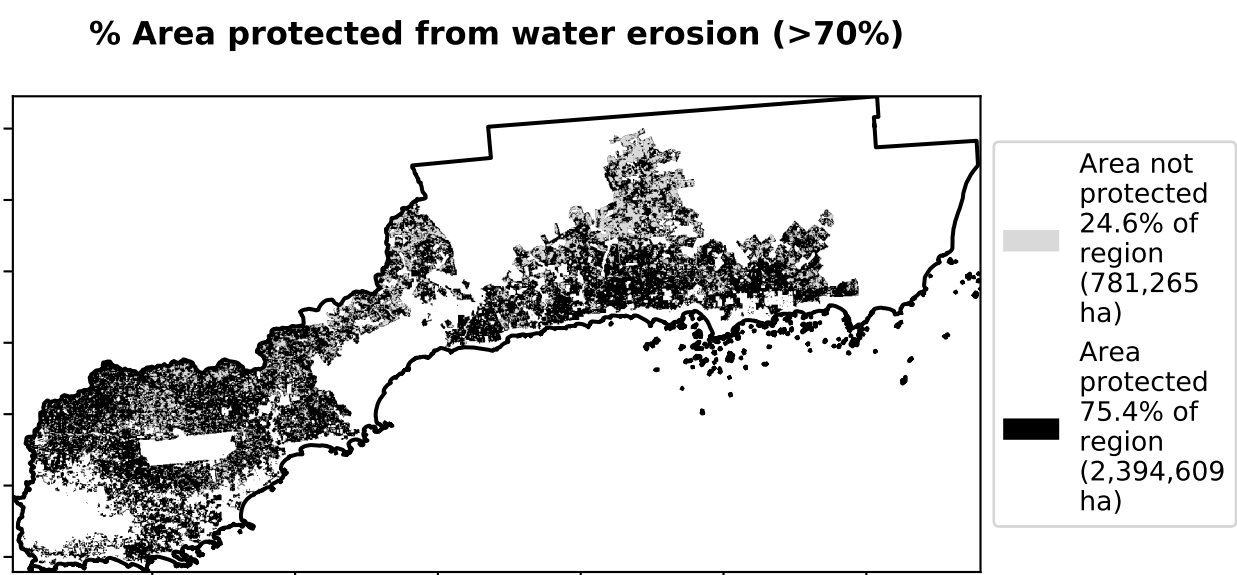 % Area protected from water erosion (>70%)
Area not
protected
24.6% of
region
(781,265
ha)
Area
protected
75.4% of
region
(2,394,609
ha)